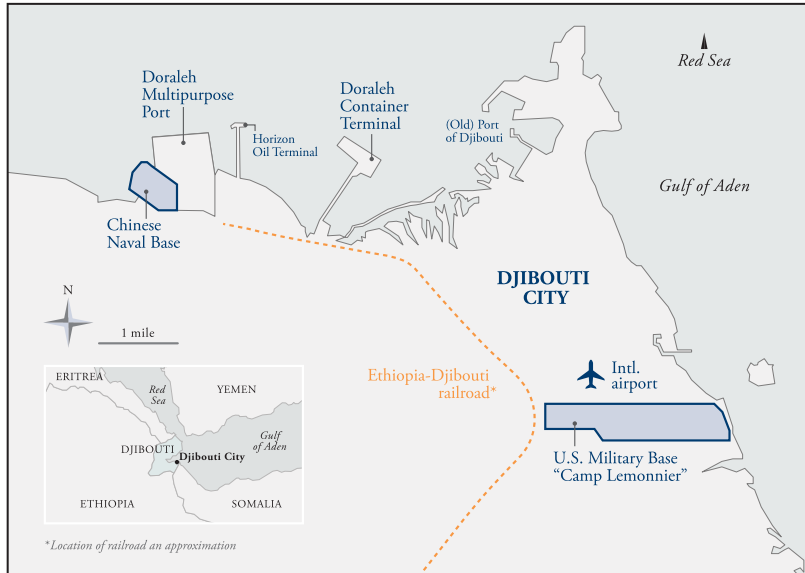 Red Sea
Doraleh
Multipurpose
Port
Doraleh
Container
Terminal
Horizon
Oil Terminal
(Old) Port
of Djibouti
Gulf of Aden
Chinese
Naval Base
DJIBOUTI
CITY
N
1 mile
Ethiopia-Djibouti
railroad*
Intl.
airport
U.S. Military Base
“Camp Lemonnier”
ERITREA
Red
Sea
YEMEN
Gulf
of Aden
DJIBOUTI
Djibouti City
ETHIOPIA
SOMALIA
*Location of railroad an approximation